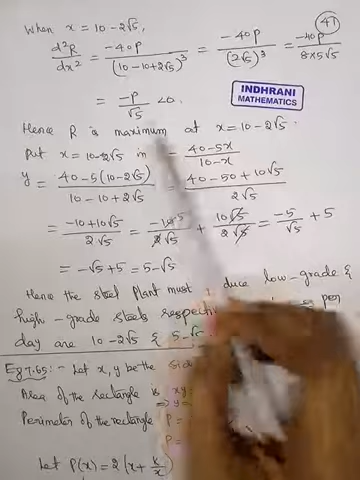 When x = 10-2√5
41
d²R/dx² = -40P/(10-10+2√5)³ = -40P/(2√5)³ = -40P/8×5√5
= -P/√5 <0.
INDHRANI
MATHEMATICS
Hence R is maximum at x=10-2√5.
Put x = 10-2√5 in = 40-5x/10-x
y = 40-5(10-2√5)/10-10+2√5 = 40-50+10√5/2√5
= -10+10√5/2√5 = /2√5 + 10√5/2√5 = -5/√5 + 5
= -√5+5 = 5-√5
Hence the steel Plant must duce low-grade &
high-grade steels per
day are 10-2√5 & 5-√5
Eg 7.65:- Let x, y be the sid
Area of the rectangle is xy=
⇒ y=
Perimeter of the rectangle P=
P=
Let P(x) = 2(x+k/x)